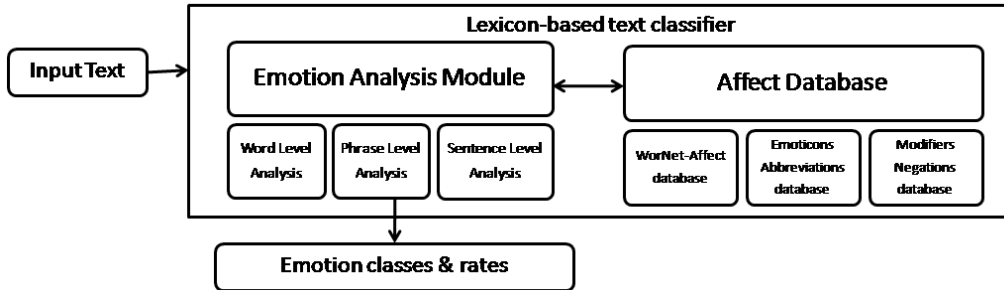 Lexicon-based text classifier
Input Text
Emotion Analysis Module
Affect Database
Word Level
Analysis
Phrase Level
Analysis
Sentence Level
Analysis
WorNet-Affect
database
Emoticons
Abbreviations
database
Modifiers
Negations
database
Emotion classes & rates